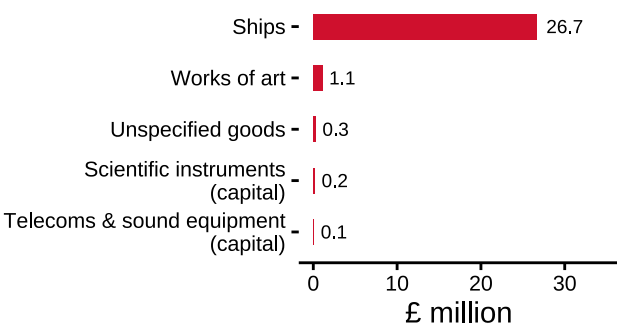 Ships 26.7
Works of art 1.1
Unspecified goods 0.3
Scientific instruments
(capital) 0.2
Telecoms & sound equipment
(capital) 0.1
0 10 20 30
£ million